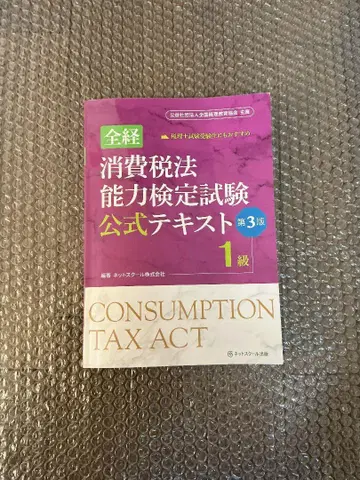 公益社団法人全国経理教育協会 主催
全経
税理士試験受験生にもおすすめ
消費税法
能力検定試験
公式テキスト 第3版
1級
編著 ネットスクール株式会社
CONSUMPTION
TAX ACT
ネットスクール出版